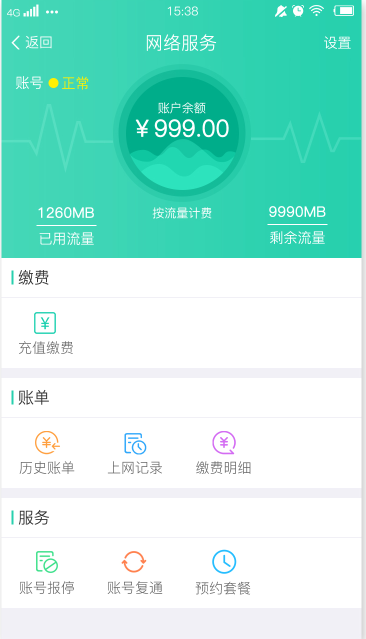 4G 15:38
返回 网络服务 设置
账号 正常
账户余额
¥ 999.00
1260MB 按流量计费 9990MB
已用流量 剩余流量
缴费
¥
充值缴费
账单
¥ ¥
历史账单 上网记录 缴费明细
服务
账号报停 账号复通 预约套餐